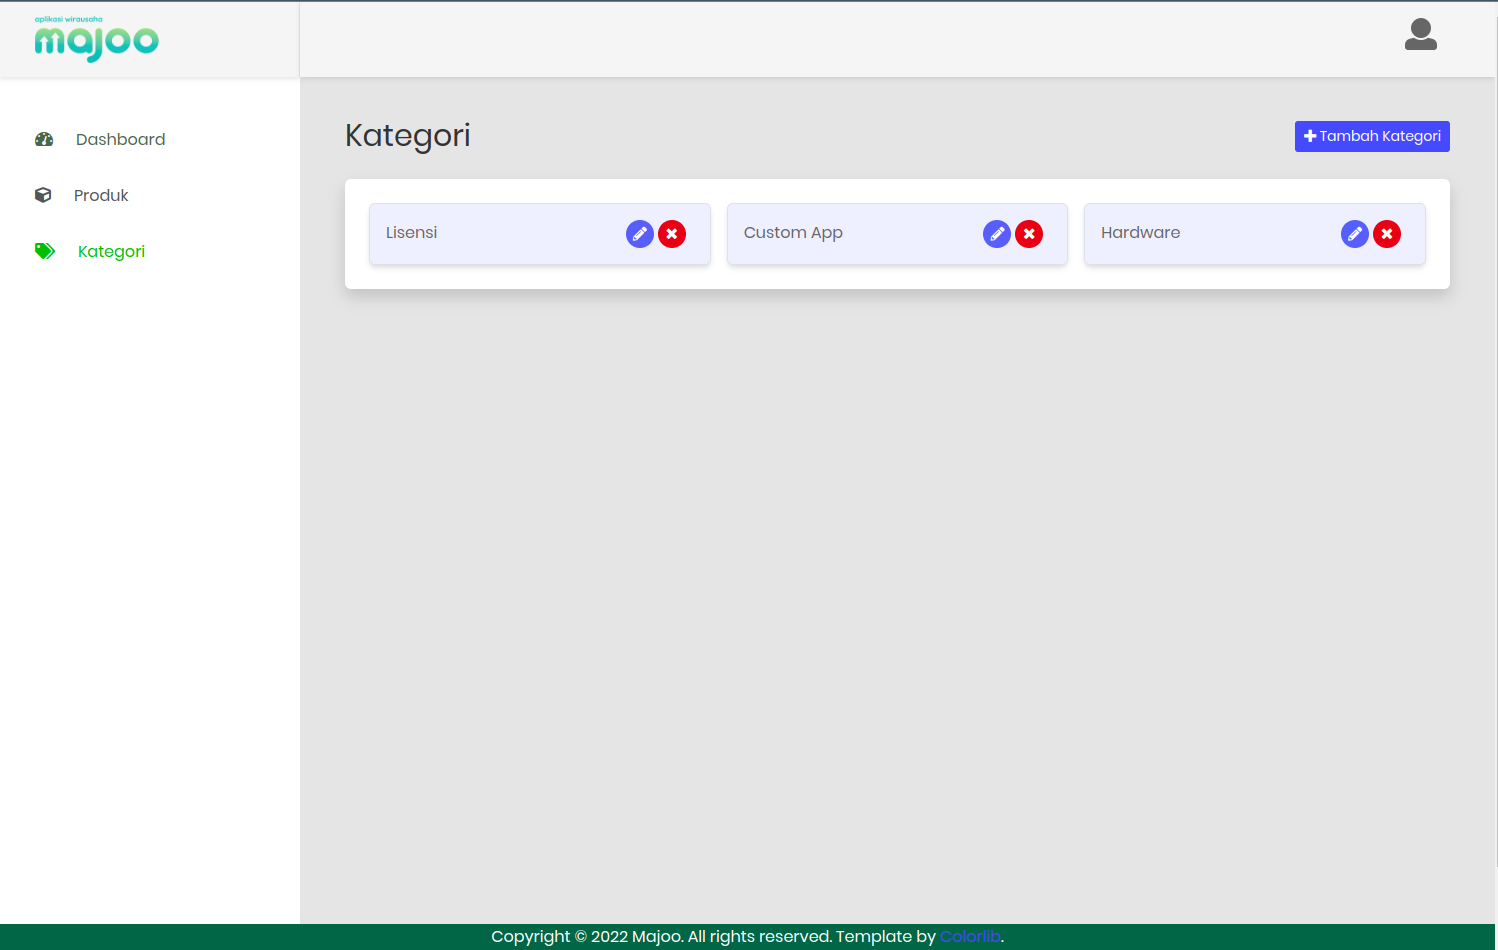 aplikasi wirausaha
majoo
Dashboard
Produk
Kategori
Kategori
Tambah Kategori
Lisensi
Custom App
Hardware
Copyright © 2022 Majoo. All rights reserved. Template by Colorlib.